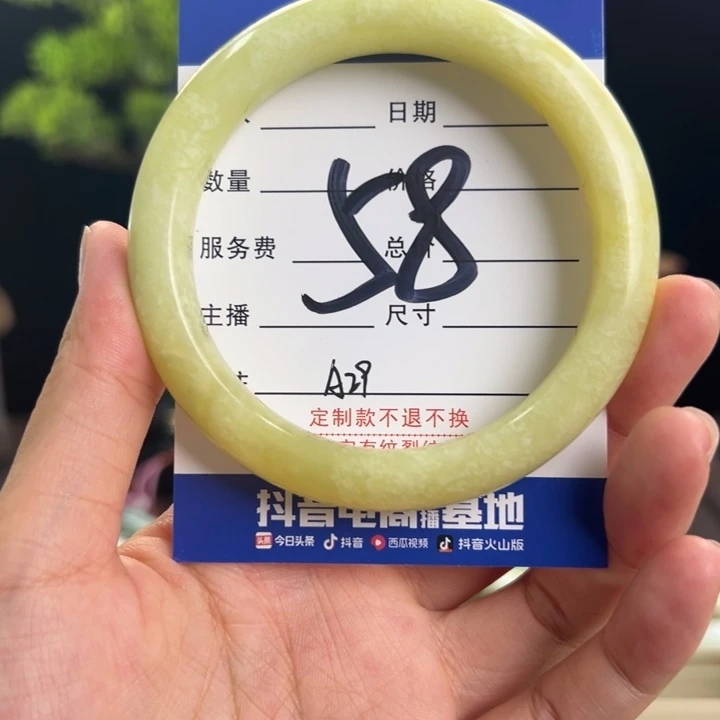 日期
数量 价格
58
服务费 总价
主播 尺寸
A29
定制款不退不换
抖音电商直播基地
今日头条 抖音 西瓜视频 抖音火山版